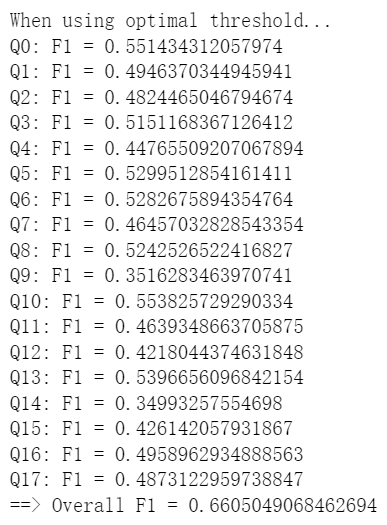 When using optimal threshold...
Q0: F1 = 0.551434312057974
Q1: F1 = 0.4946370344945941
Q2: F1 = 0.4824465046794674
Q3: F1 = 0.5151168367126412
Q4: F1 = 0.44765509207067894
Q5: F1 = 0.5299512854161411
Q6: F1 = 0.5282675894354764
Q7: F1 = 0.46457032828543354
Q8: F1 = 0.5242526522416827
Q9: F1 = 0.3516283463970741
Q10: F1 = 0.553825729290334
Q11: F1 = 0.4639348663705875
Q12: F1 = 0.4218044374631848
Q13: F1 = 0.5396656096842154
Q14: F1 = 0.34993257554698
Q15: F1 = 0.426142057931867
Q16: F1 = 0.4958962934888563
Q17: F1 = 0.4873122959738847
==> Overall F1 = 0.6605049068462694